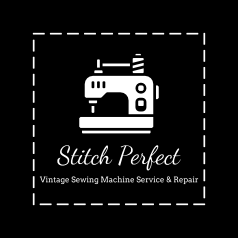 Stitch Perfect
Vintage Sewing Machine Service & Repair